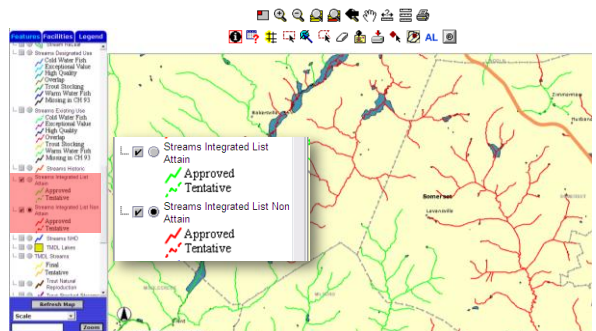 AL
Features Facilities Legend
Streams Designated Use
Cold Water Fish
Exceptional Value
High Quality
Overlap
Trout Stocking
Warm Water Fish
Missing in CH 93
Streams Existing Use
Cold Water Fish
Exceptional Value
High Quality
Overlap
Trout Stocking
Warm Water Fish
Missing in CH 93
Streams Historic
Streams Integrated List
Attain
Approved
Tentative
Streams Integrated List Non
Attain
Approved
Tentative
Streams NHD
TMDL Lakes
TMDL Streams
Final
Tentative
Trout Natural
Reproduction
Refresh Map
Scale
Zoom
Streams Integrated List
Attain
Approved
Tentative
Streams Integrated List Non
Attain
Approved
Tentative
Somerset
Lavansville